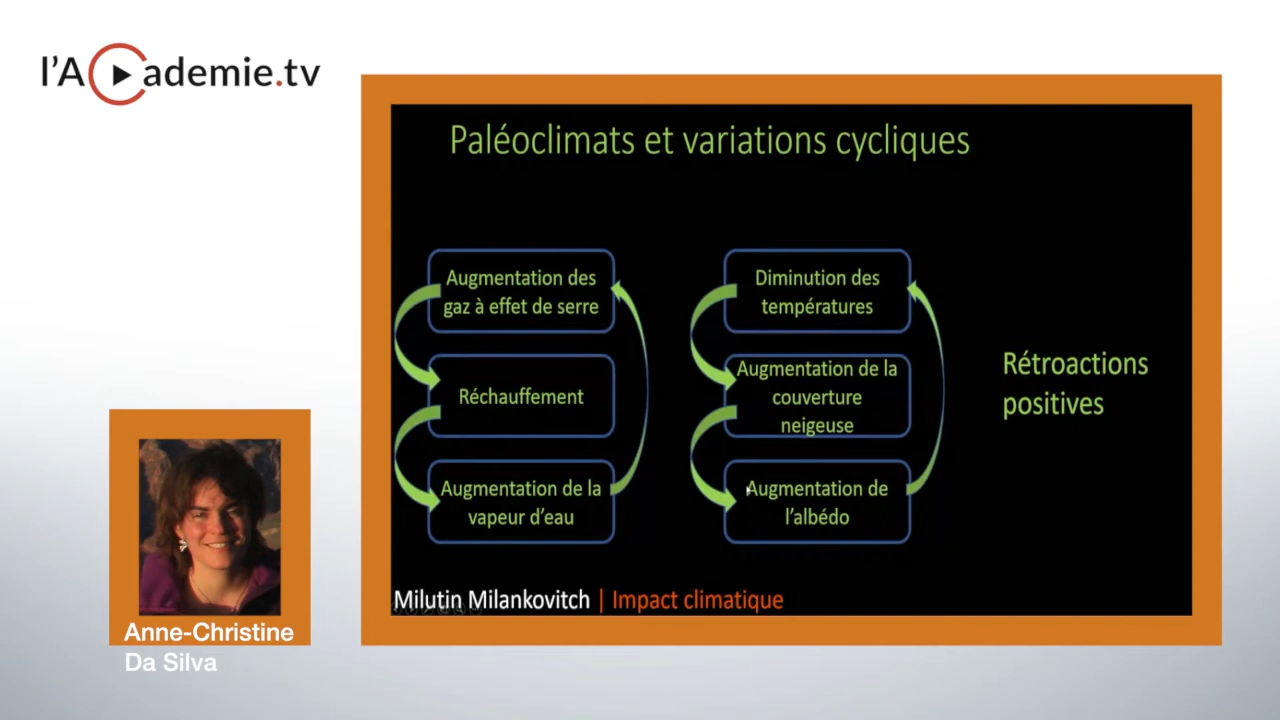 l'Academie.tv
Paléoclimats et variations cycliques
Augmentation des
gaz à effet de serre
Réchauffement
Augmentation de la
vapeur d'eau
Diminution des
températures
Augmentation de la
couverture
neigeuse
Augmentation de
l'albédo
Rétroactions
positives
Milutin Milankovitch | Impact climatique
Anne-Christine
Da Silva